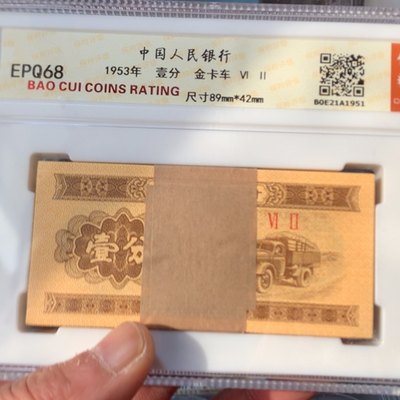 中国人民银行
EPQ68
1953年 壹分 金卡车 Ⅵ Ⅱ
BAO CUI COINS RATING
尺寸89mm*42mm
BQE21A1951
壹分
Ⅵ Ⅱ